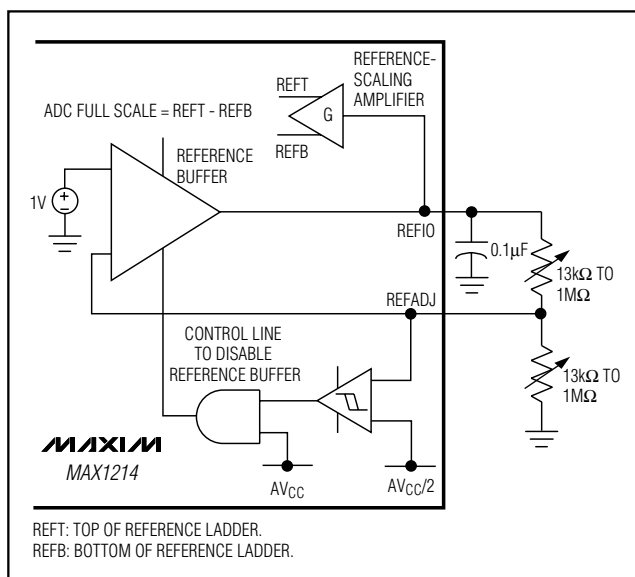 REFERENCE-
SCALING
AMPLIFIER
REFT
G
REFB
ADC FULL SCALE = REFT - REFB
REFERENCE
BUFFER
1V
REFIO
0.1µF
13kΩ TO
1MΩ
REFADJ
CONTROL LINE
TO DISABLE
REFERENCE BUFFER
13kΩ TO
1MΩ
MAXIM
MAX1214
AVCC
AVCC/2
REFT: TOP OF REFERENCE LADDER.
REFB: BOTTOM OF REFERENCE LADDER.